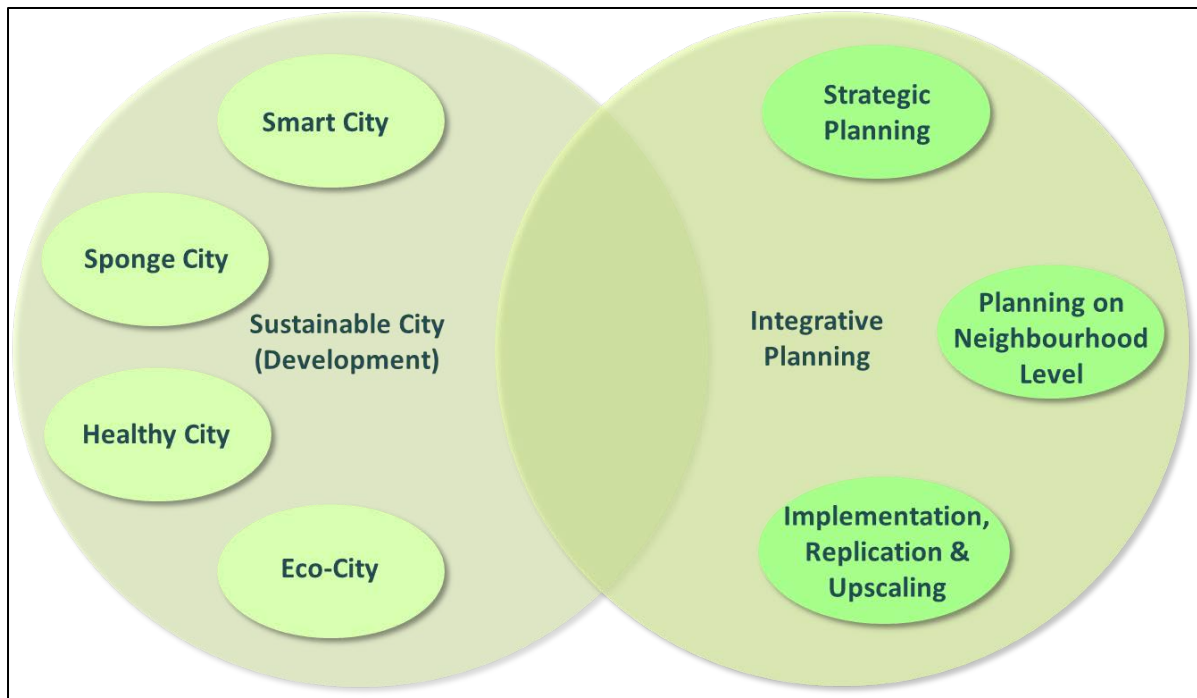 Smart City
Sponge City
Sustainable City
(Development)
Healthy City
Eco-City
Strategic
Planning
Integrative
Planning
Planning on
Neighbourhood
Level
Implementation,
Replication &
Upscaling